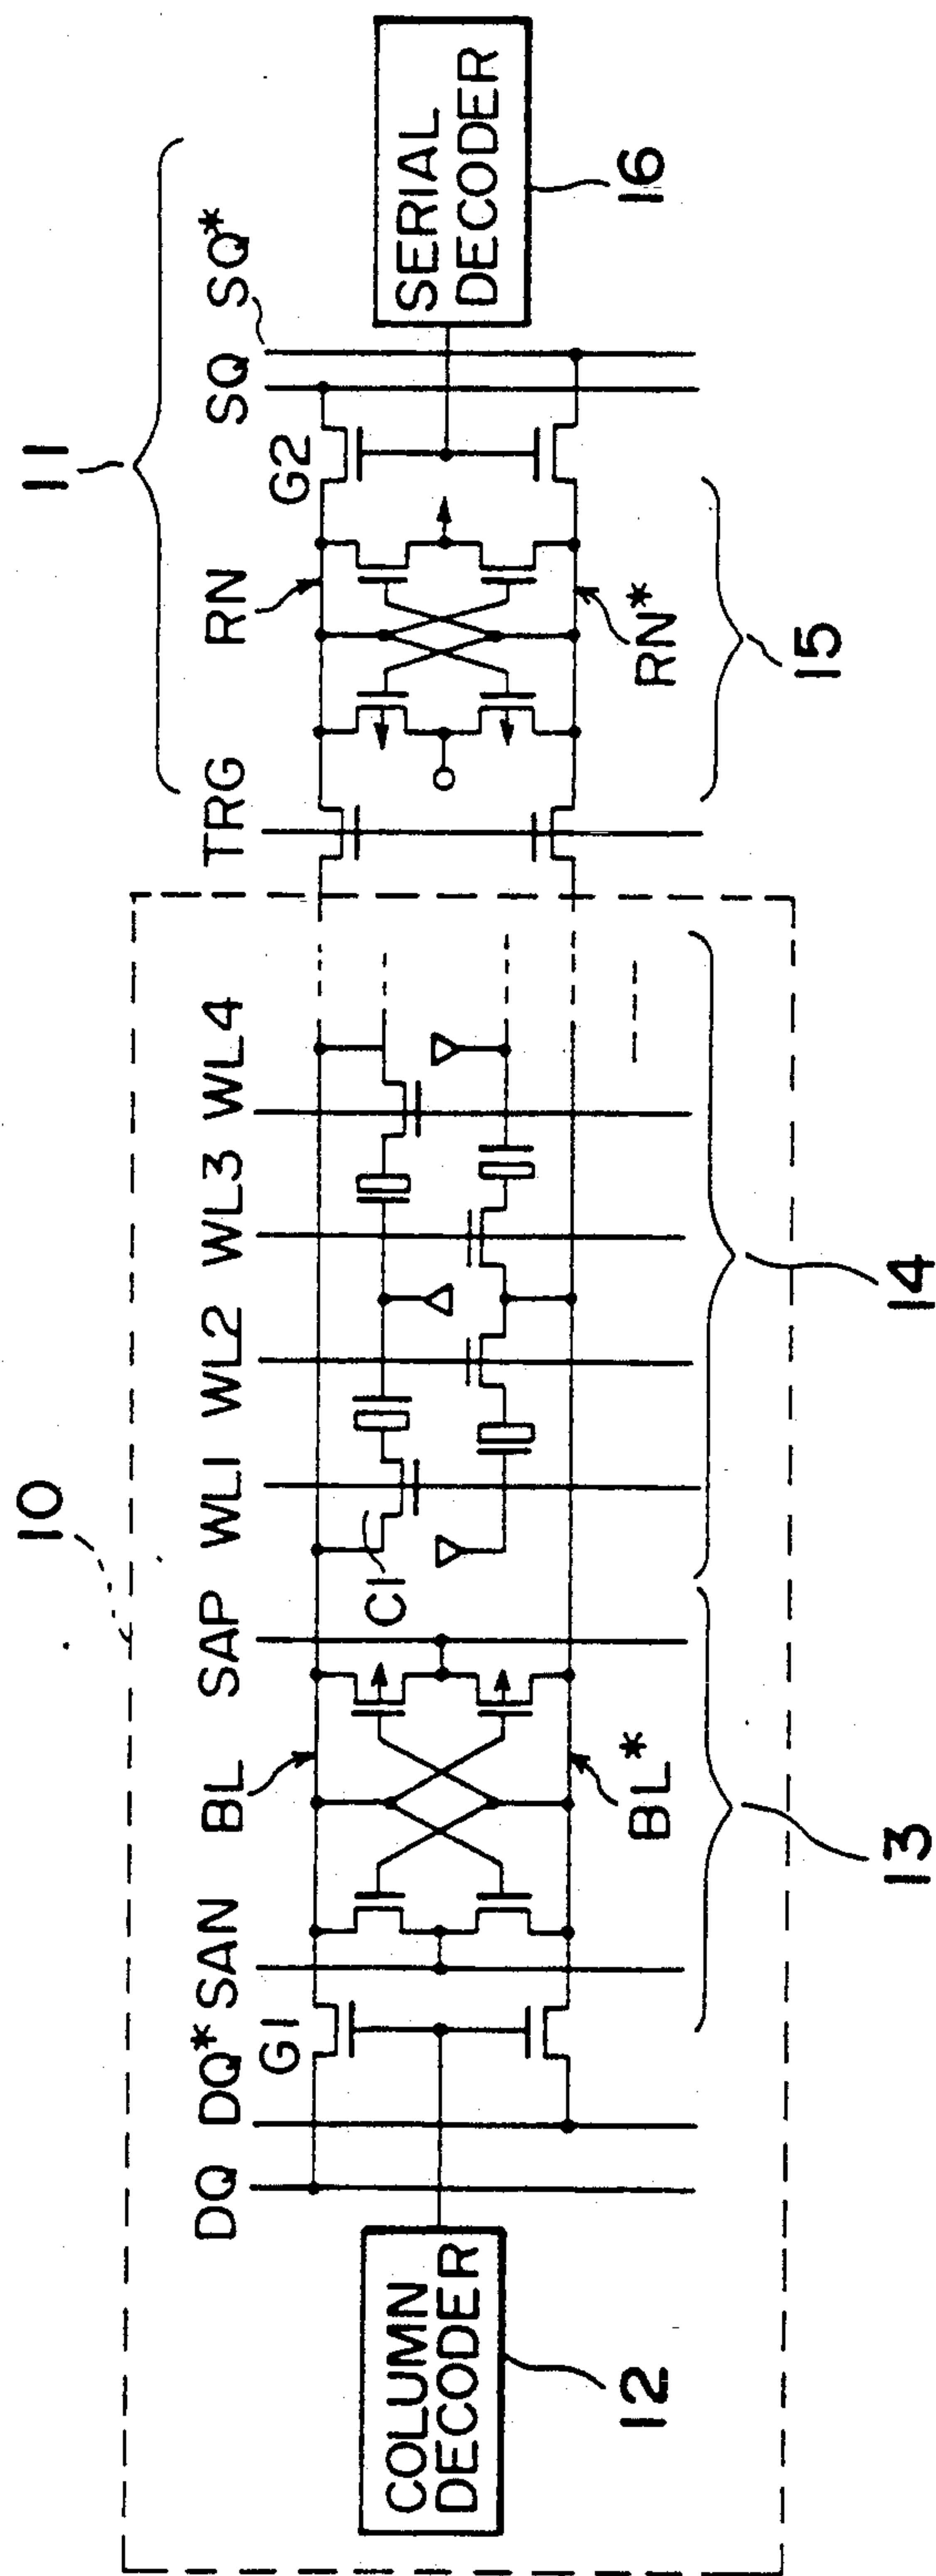 10
11
DQ DQ* SAN BL SAP WL1 WL2 WL3 WL4 TRG RN SQ SQ*
G1
C1
G2
COLUMN
DECODER
SERIAL
DECODER
BL*
RN*
12
13
14
15
16